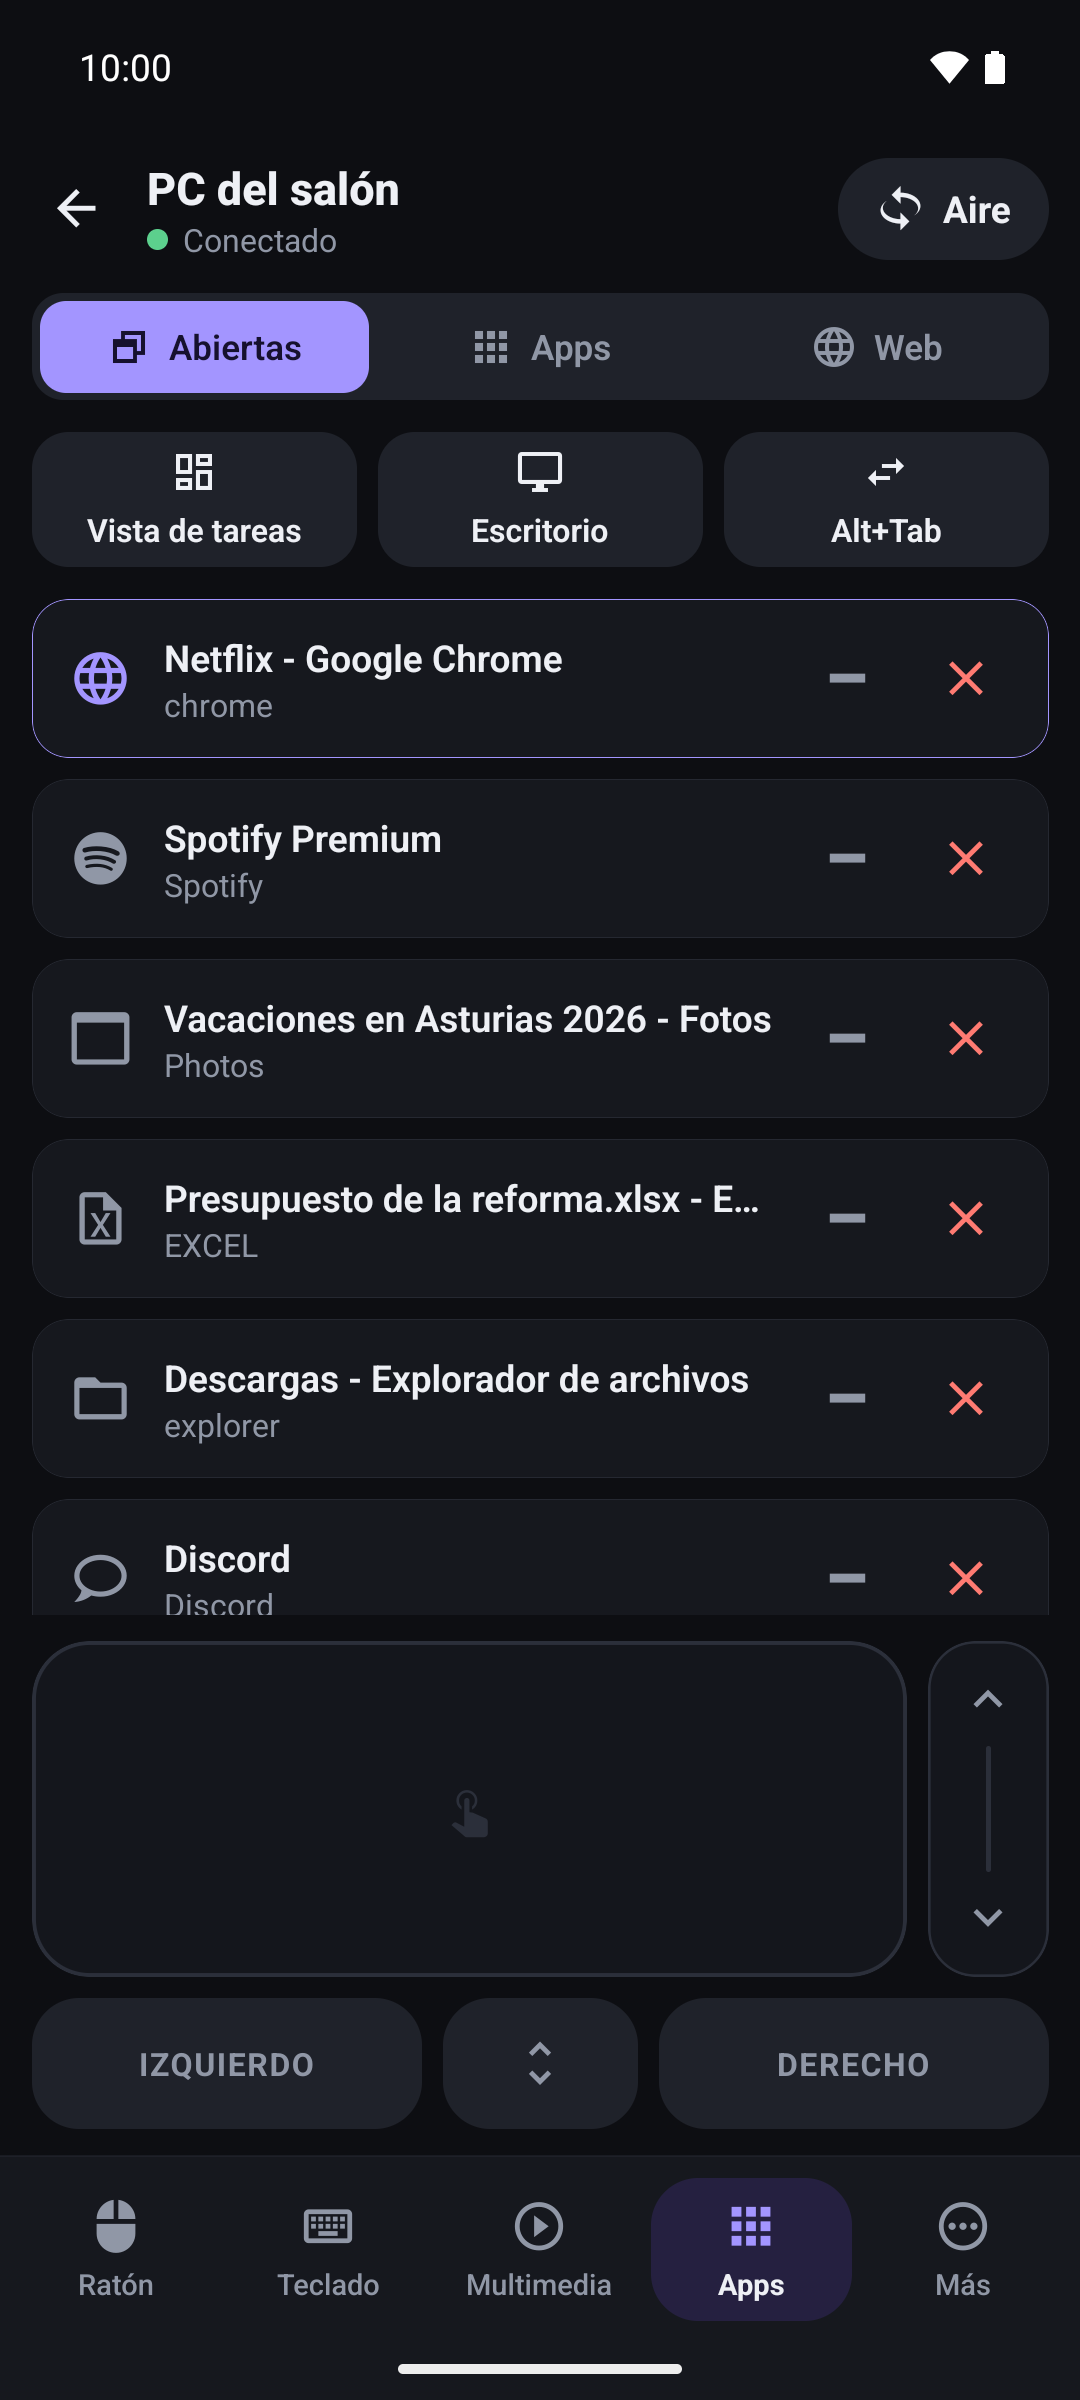 10:00
PC del salón
Conectado
Aire
Abiertas
Apps
Web
Vista de tareas
Escritorio
Alt+Tab
Netflix - Google Chrome
chrome
Spotify Premium
Spotify
Vacaciones en Asturias 2026 - Fotos
Photos
Presupuesto de la reforma.xlsx - E...
EXCEL
Descargas - Explorador de archivos
explorer
Discord
Discord
IZQUIERDO
DERECHO
Ratón
Teclado
Multimedia
Apps
Más